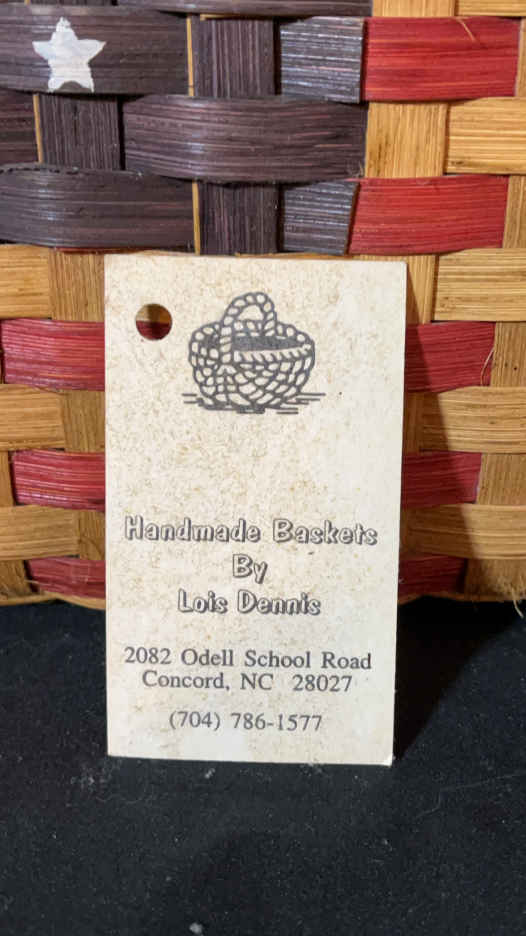 Handmade Baskets
By
Lois Dennis
2082 Odell School Road
Concord, NC 28027
(704) 786-1577